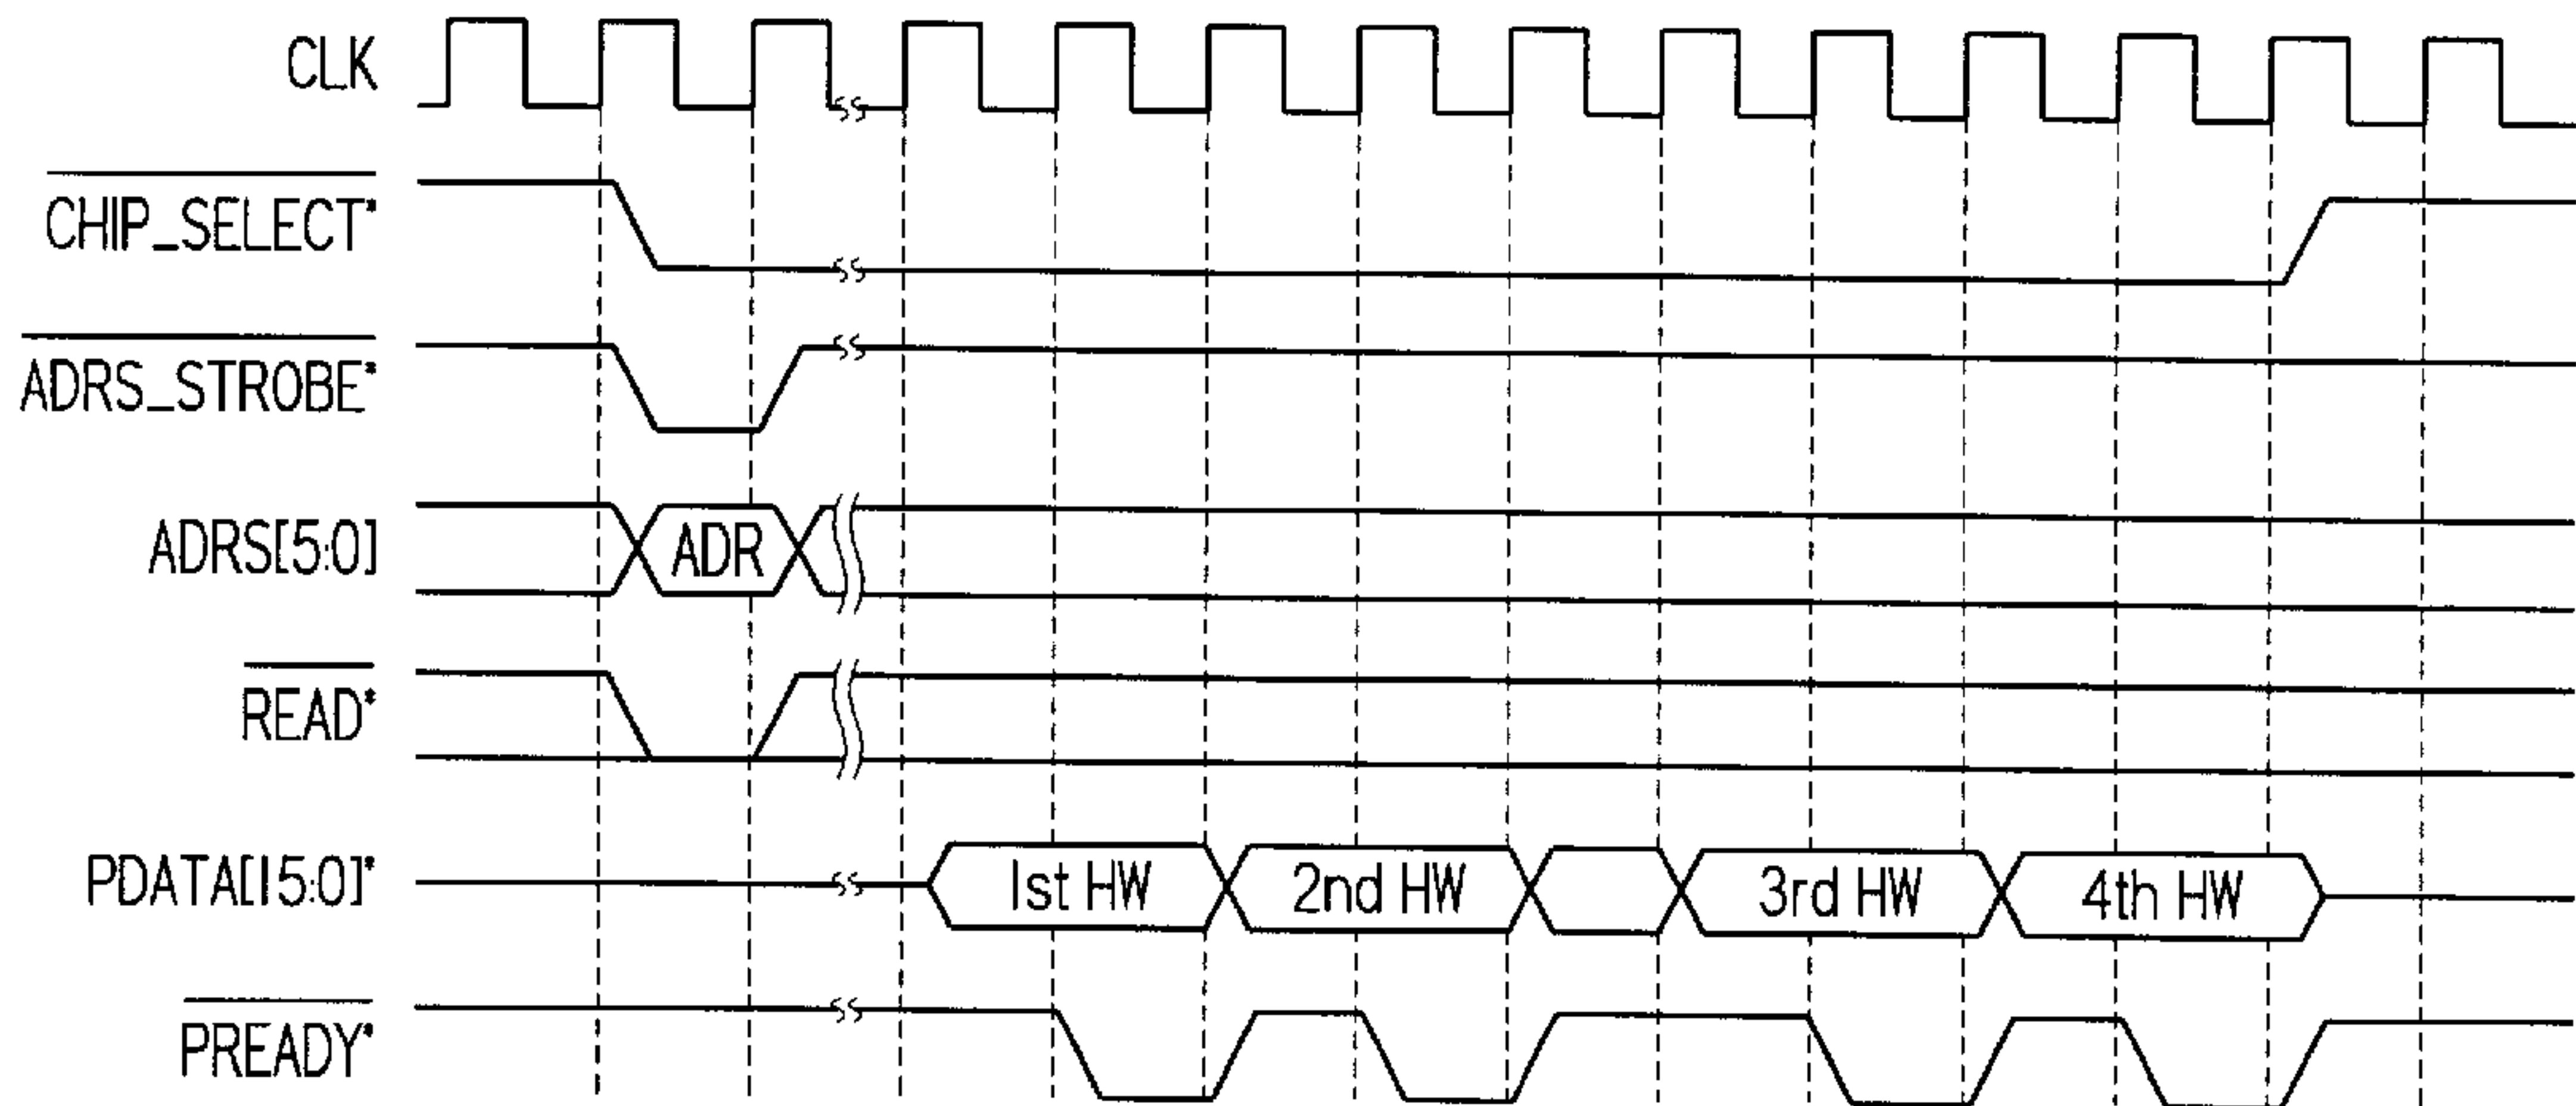 CLK
CHIP_SELECT*
ADRS_STROBE*
ADRS[5:0]
ADR
READ*
PDATA[15:0]*
1st HW
2nd HW
3rd HW
4th HW
PREADY*